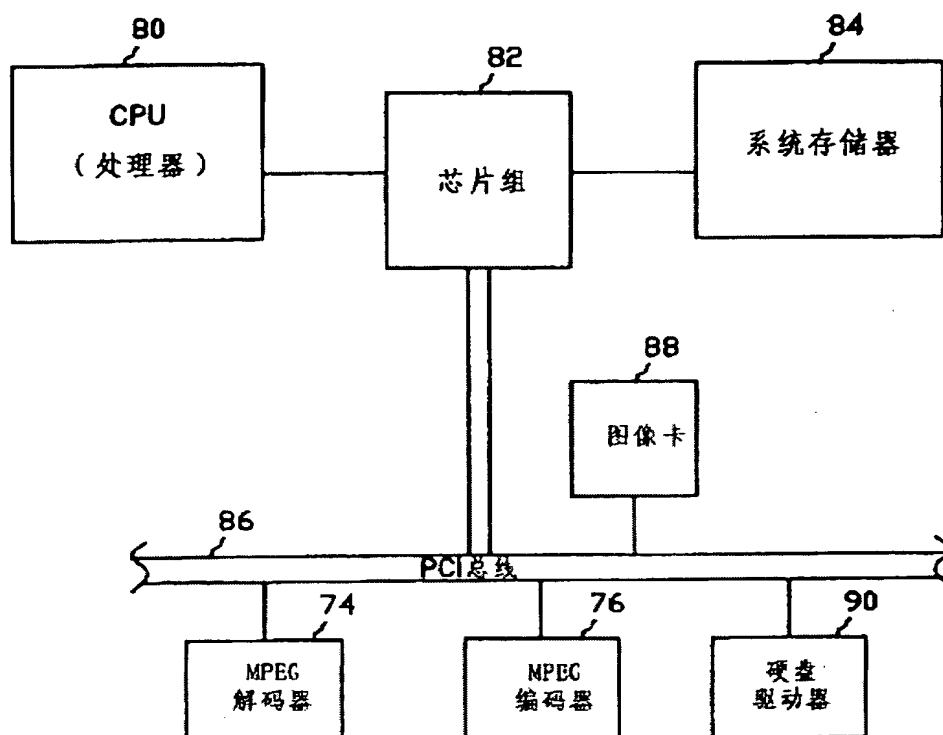 80
CPU
(处理器)
82
芯片组
84
系统存储器
88
图像卡
86
PCI总线
74
MPEG
解码器
76
MPEG
编码器
90
硬盘
驱动器